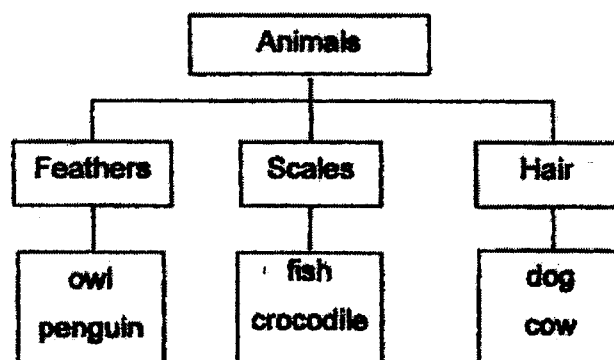 Animals
Feathers
Scales
Hair
owl
penguin
fish
crocodile
dog
cow